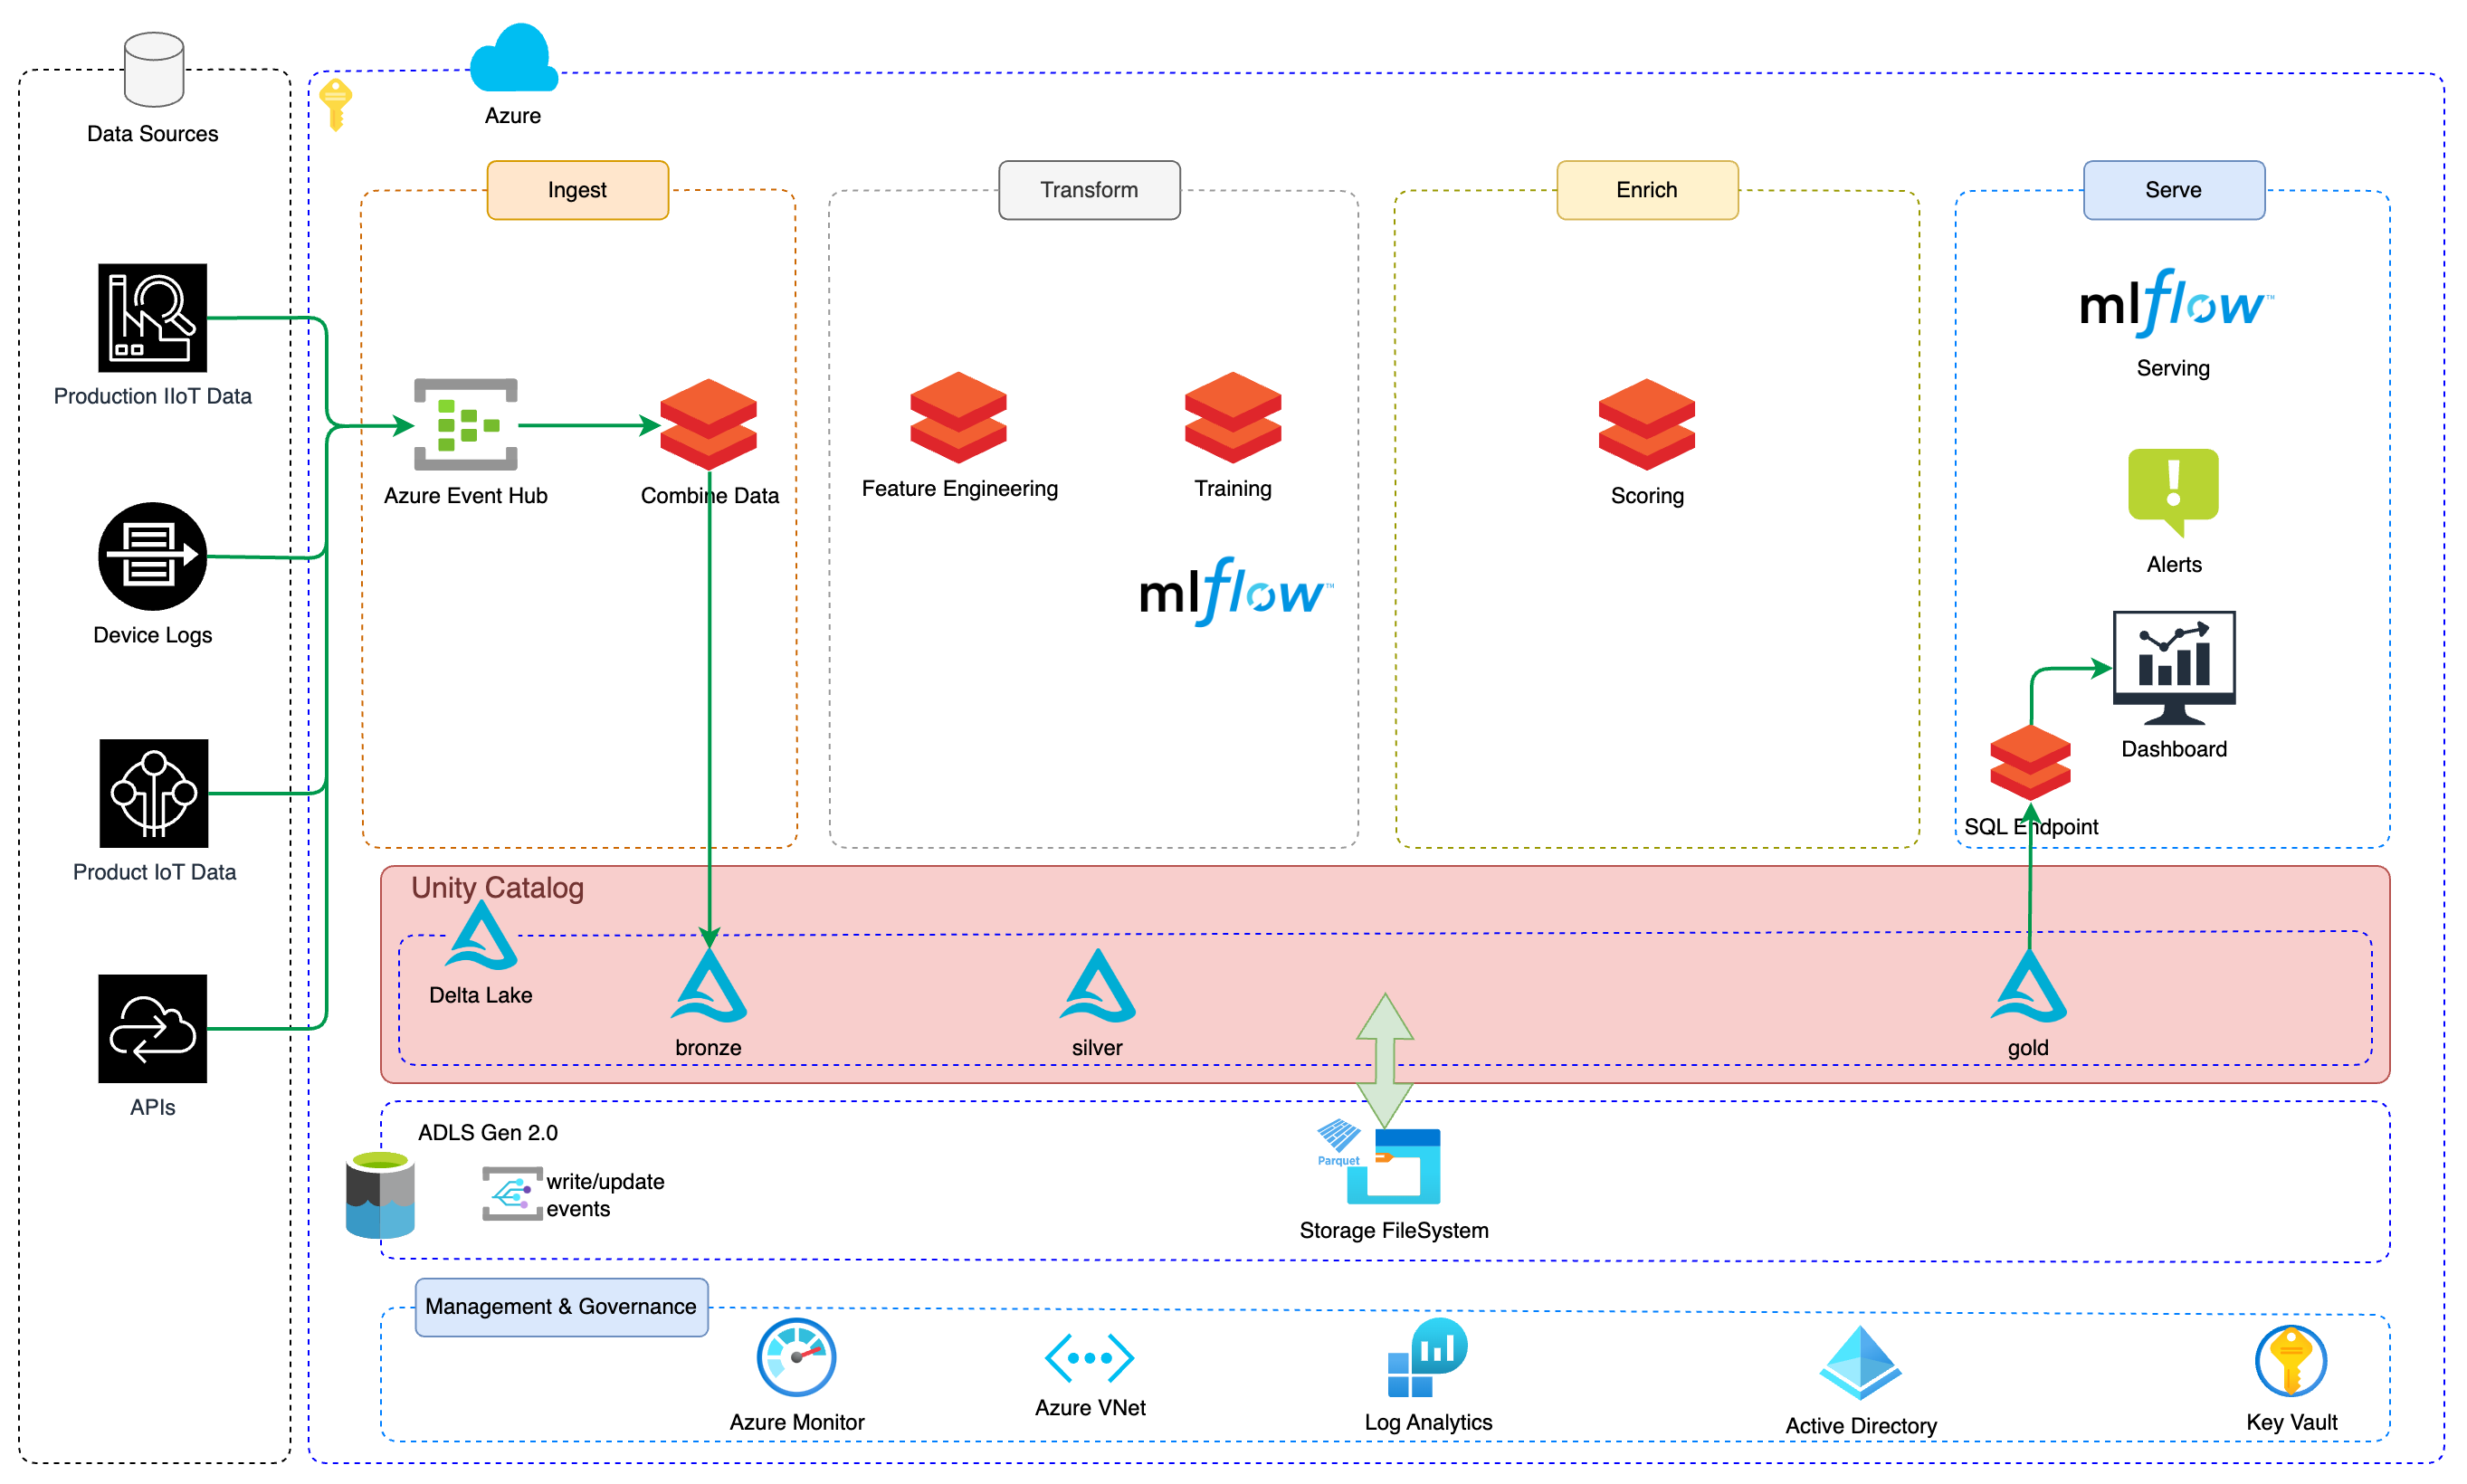 Data Sources
Azure
Ingest
Transform
Enrich
Serve
Production IIoT Data
Device Logs
Product IoT Data
APIs
Azure Event Hub
Combine Data
Feature Engineering
Training
mlflow™
Scoring
mlflow™
Serving
Alerts
Dashboard
SQL Endpoint
Unity Catalog
Delta Lake
bronze
silver
gold
ADLS Gen 2.0
write/update
events
Parquet
Storage FileSystem
Management & Governance
Azure Monitor
Azure VNet
Log Analytics
Active Directory
Key Vault